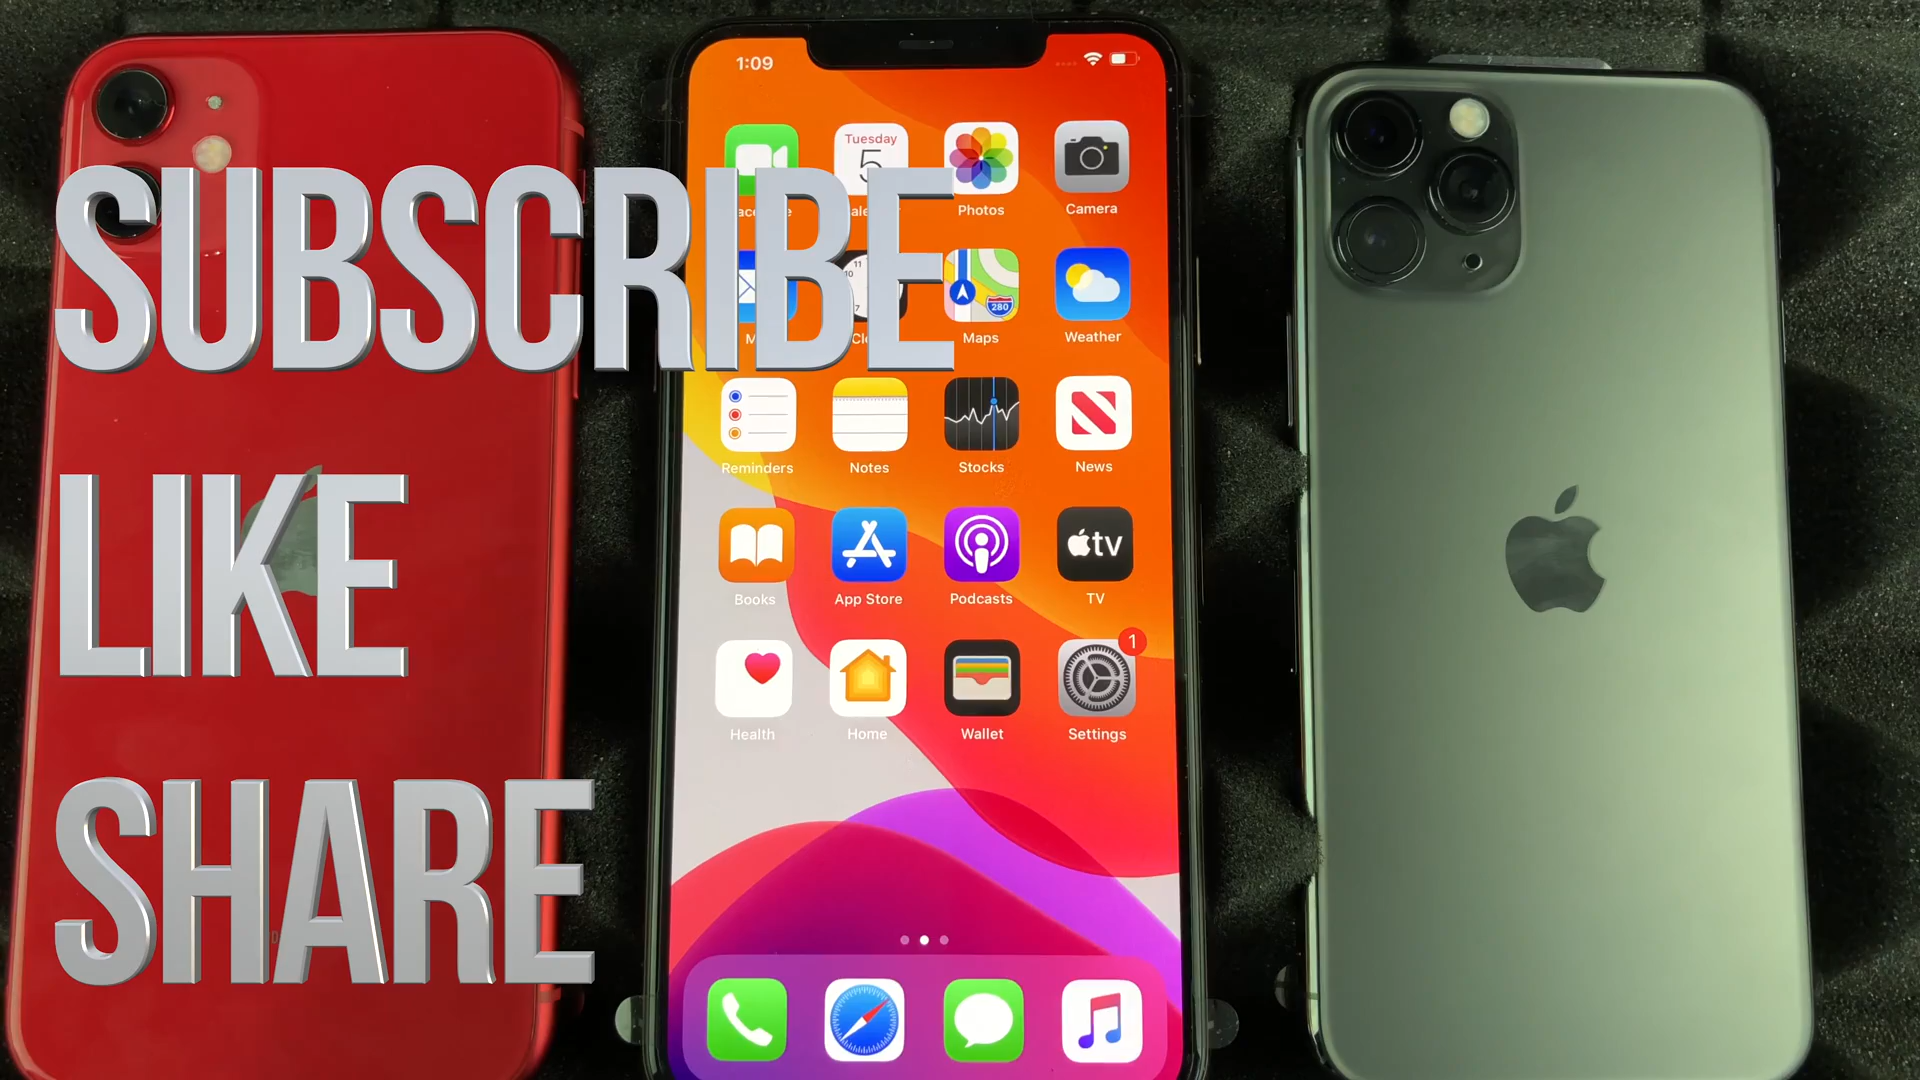 1:09
Tuesday
5
Photos
Camera
SUBSCRIBE
280
Maps
Weather
Reminders
Notes
Stocks
News
LIKE
tv
Books
App Store
Podcasts
TV
1
Health
Home
Wallet
Settings
SHARE